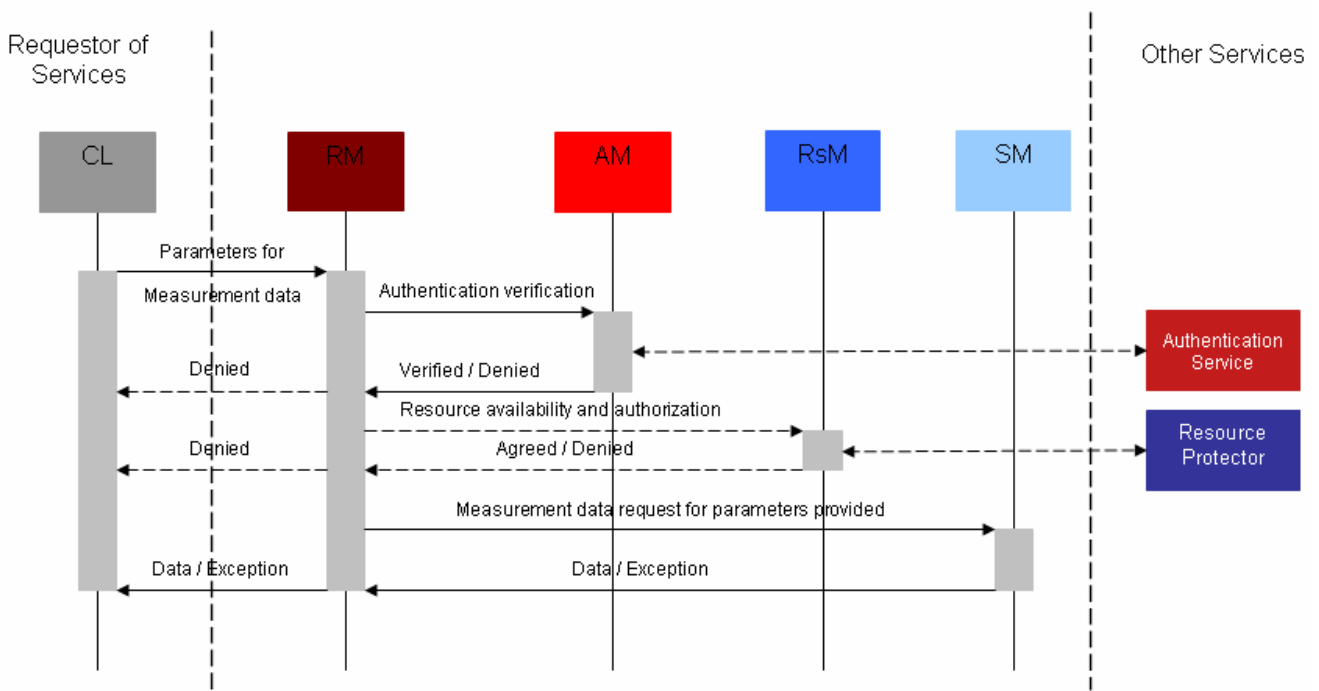 Requestor of
Services
Other Services
CL
RM
AM
RsM
SM
Parameters for
Measurement data
Authentication verification
Authentication
Service
Denied
Verified / Denied
Resource availability and authorization
Resource
Protector
Denied
Agreed / Denied
Measurement data request for parameters provided
Data / Exception
Data / Exception